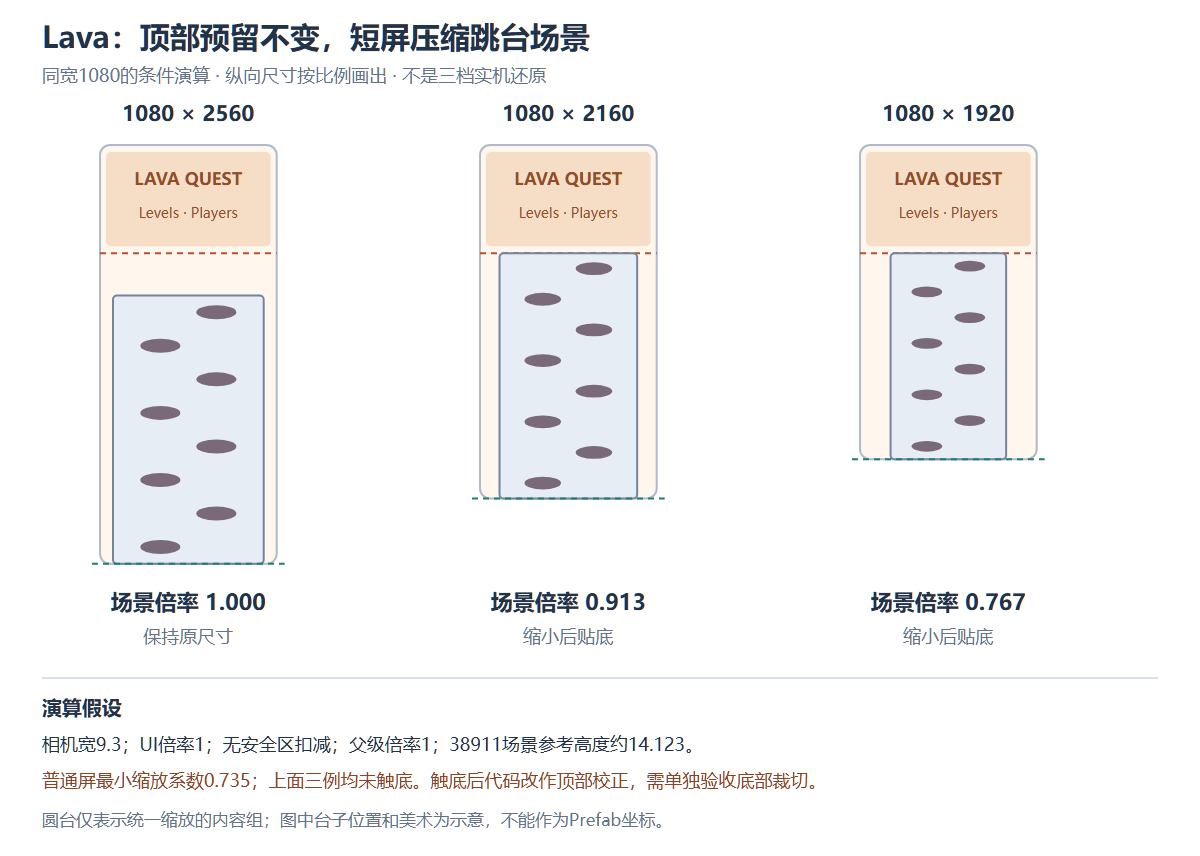 Lava：顶部预留不变，短屏压缩跳台场景
同宽1080的条件演算 · 纵向尺寸按比例画出 · 不是三档实机还原
1080 × 2560
1080 × 2160
1080 × 1920
LAVA QUEST
Levels · Players
LAVA QUEST
Levels · Players
LAVA QUEST
Levels · Players
场景倍率 1.000
保持原尺寸
场景倍率 0.913
缩小后贴底
场景倍率 0.767
缩小后贴底
演算假设
相机宽9.3；UI倍率1；无安全区扣减；父级倍率1；38911场景参考高度约14.123。
普通屏最小缩放系数0.735；上面三例均未触底。触底后代码改作顶部校正，需单独验收底部裁切。
圆台仅表示统一缩放的内容组；图中台子位置和美术为示意，不能作为Prefab坐标。